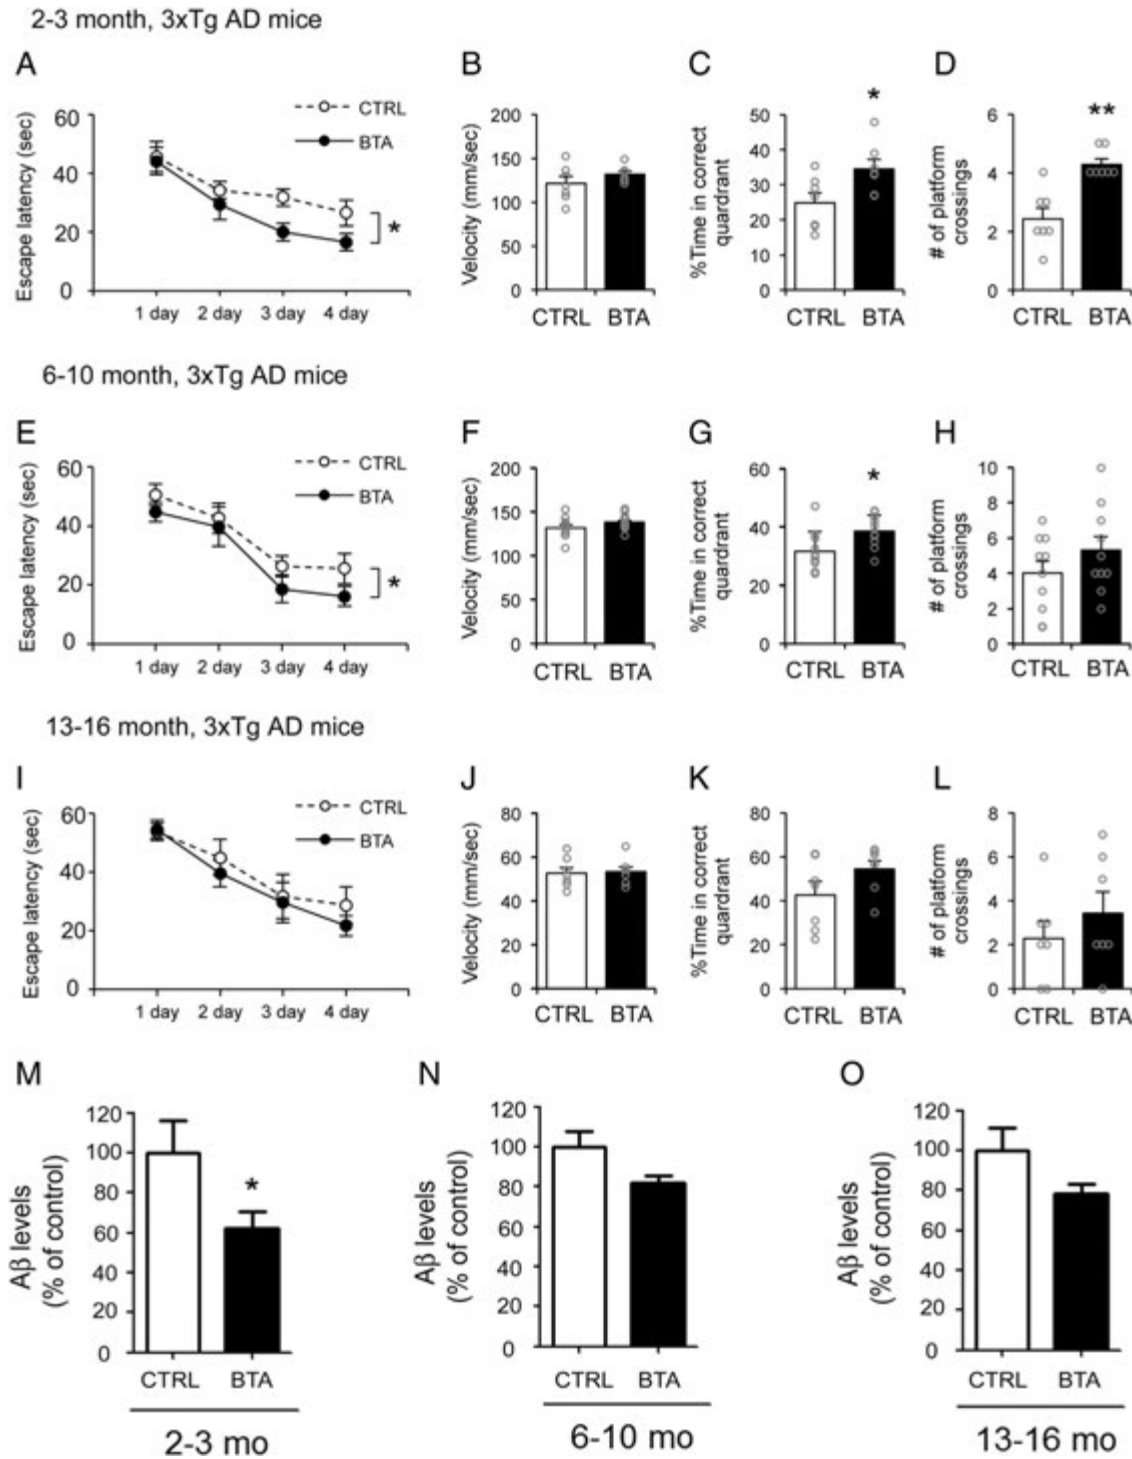 2-3 month, 3xTg AD mice
A
B
C
D
Escape latency (sec)
60
40
20
0
CTRL
BTA
*
1 day 2 day 3 day 4 day
Velocity (mm/sec)
200
150
100
50
0
CTRL BTA
%Time in correct
quardrant
50
40
30
20
10
0
*
CTRL BTA
# of platform
crossings
6
4
2
0
**
CTRL BTA
6-10 month, 3xTg AD mice
E
F
G
H
Escape latency (sec)
60
40
20
0
CTRL
BTA
*
1 day 2 day 3 day 4 day
Velocity (mm/sec)
200
150
100
50
0
CTRL BTA
%Time in correct
quadrant
60
40
20
0
*
CTRL BTA
# of platform
crossings
10
8
6
4
2
0
CTRL BTA
13-16 month, 3xTg AD mice
I
J
K
L
Escape latency (sec)
60
40
20
0
CTRL
BTA
1 day 2 day 3 day 4 day
Velocity (mm/sec)
80
60
40
20
0
CTRL BTA
%Time in correct
quadrant
80
60
40
20
0
CTRL BTA
# of platform
crossings
8
6
4
2
0
CTRL BTA
M
N
O
Aβ levels
(% of control)
120
100
80
60
40
20
0
*
CTRL BTA
2-3 mo
Aβ levels
(% of control)
120
100
80
60
40
20
0
CTRL BTA
6-10 mo
Aβ levels
(% of control)
120
100
80
60
40
20
0
CTRL BTA
13-16 mo